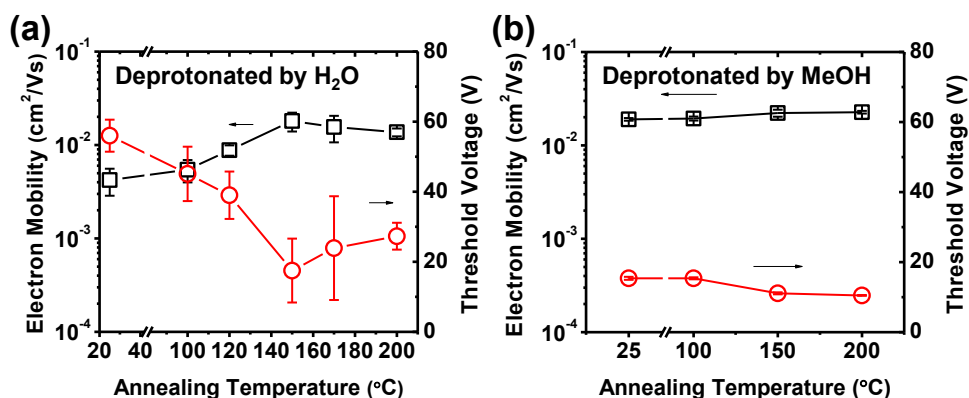 (a)
Deprotonated by H2O
Electron Mobility (cm²/Vs)
10⁻¹
10⁻²
10⁻³
10⁻⁴
Threshold Voltage (V)
80
60
40
20
0
20 40 100 120 140 160 180 200
Annealing Temperature (°C)
(b)
Deprotonated by MeOH
Electron Mobility (cm²/Vs)
10⁻¹
10⁻²
10⁻³
10⁻⁴
Threshold Voltage (V)
80
60
40
20
0
25 100 150 200
Annealing Temperature (°C)